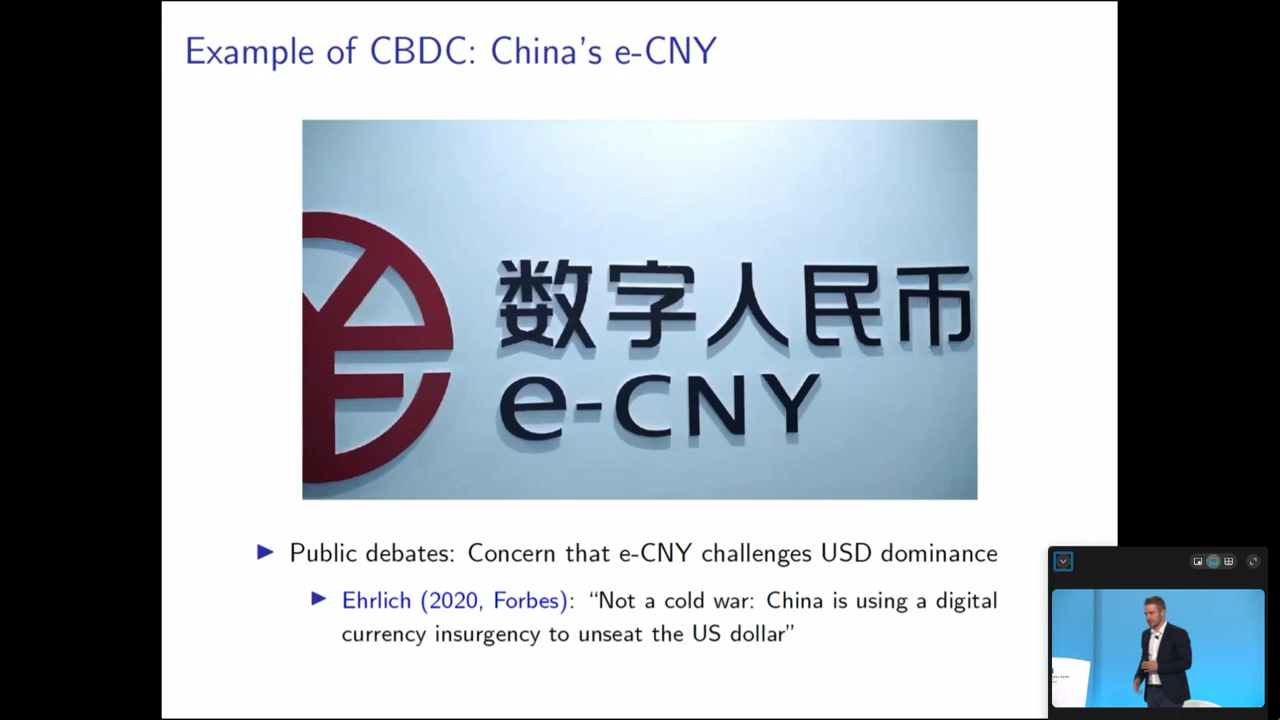 Example of CBDC: China's e-CNY
数字人民币
e-CNY
▶ Public debates: Concern that e-CNY challenges USD dominance
▶ Ehrlich (2020, Forbes): “Not a cold war: China is using a digital
currency insurgency to unseat the US dollar”